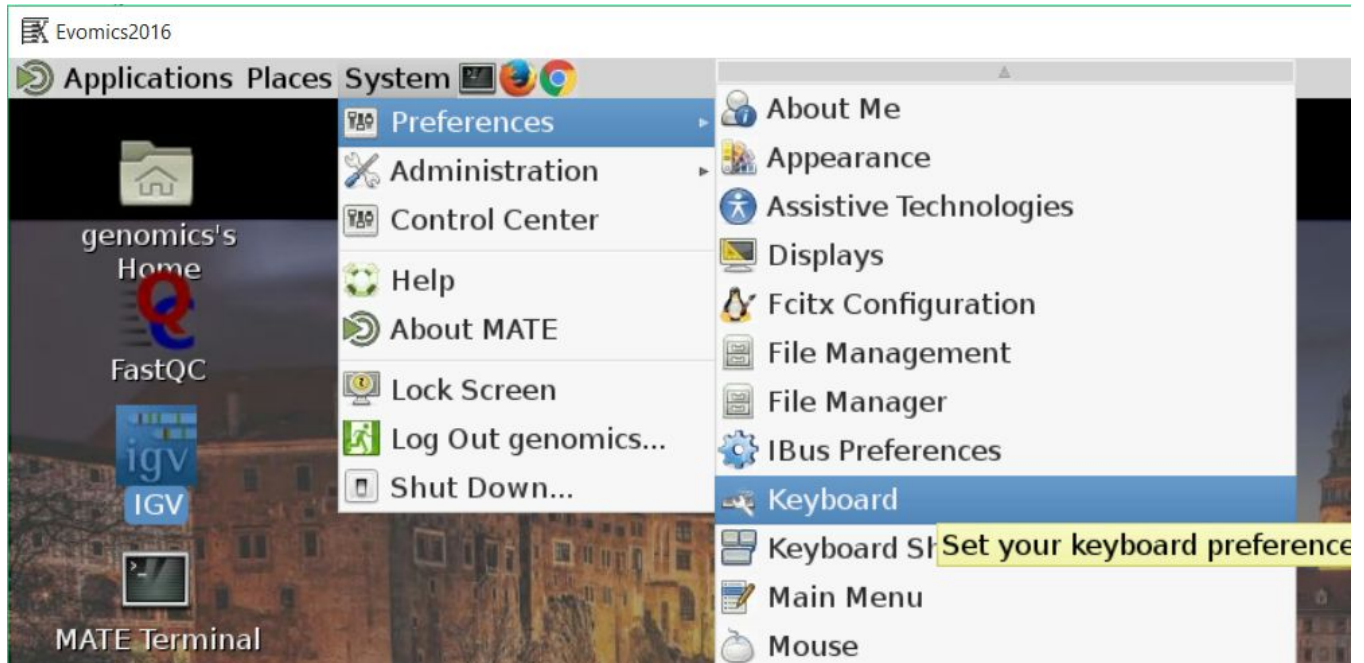 Evomics2016
Applications Places System
Preferences
Administration
Control Center
Help
About MATE
Lock Screen
Log Out genomics...
Shut Down...
About Me
Appearance
Assistive Technologies
Displays
Fcitx Configuration
File Management
File Manager
IBus Preferences
Keyboard
Keyboard Sh
Set your keyboard preference
Main Menu
Mouse
genomics's
Home
QC
FastQC
igv
IGV
MATE Terminal